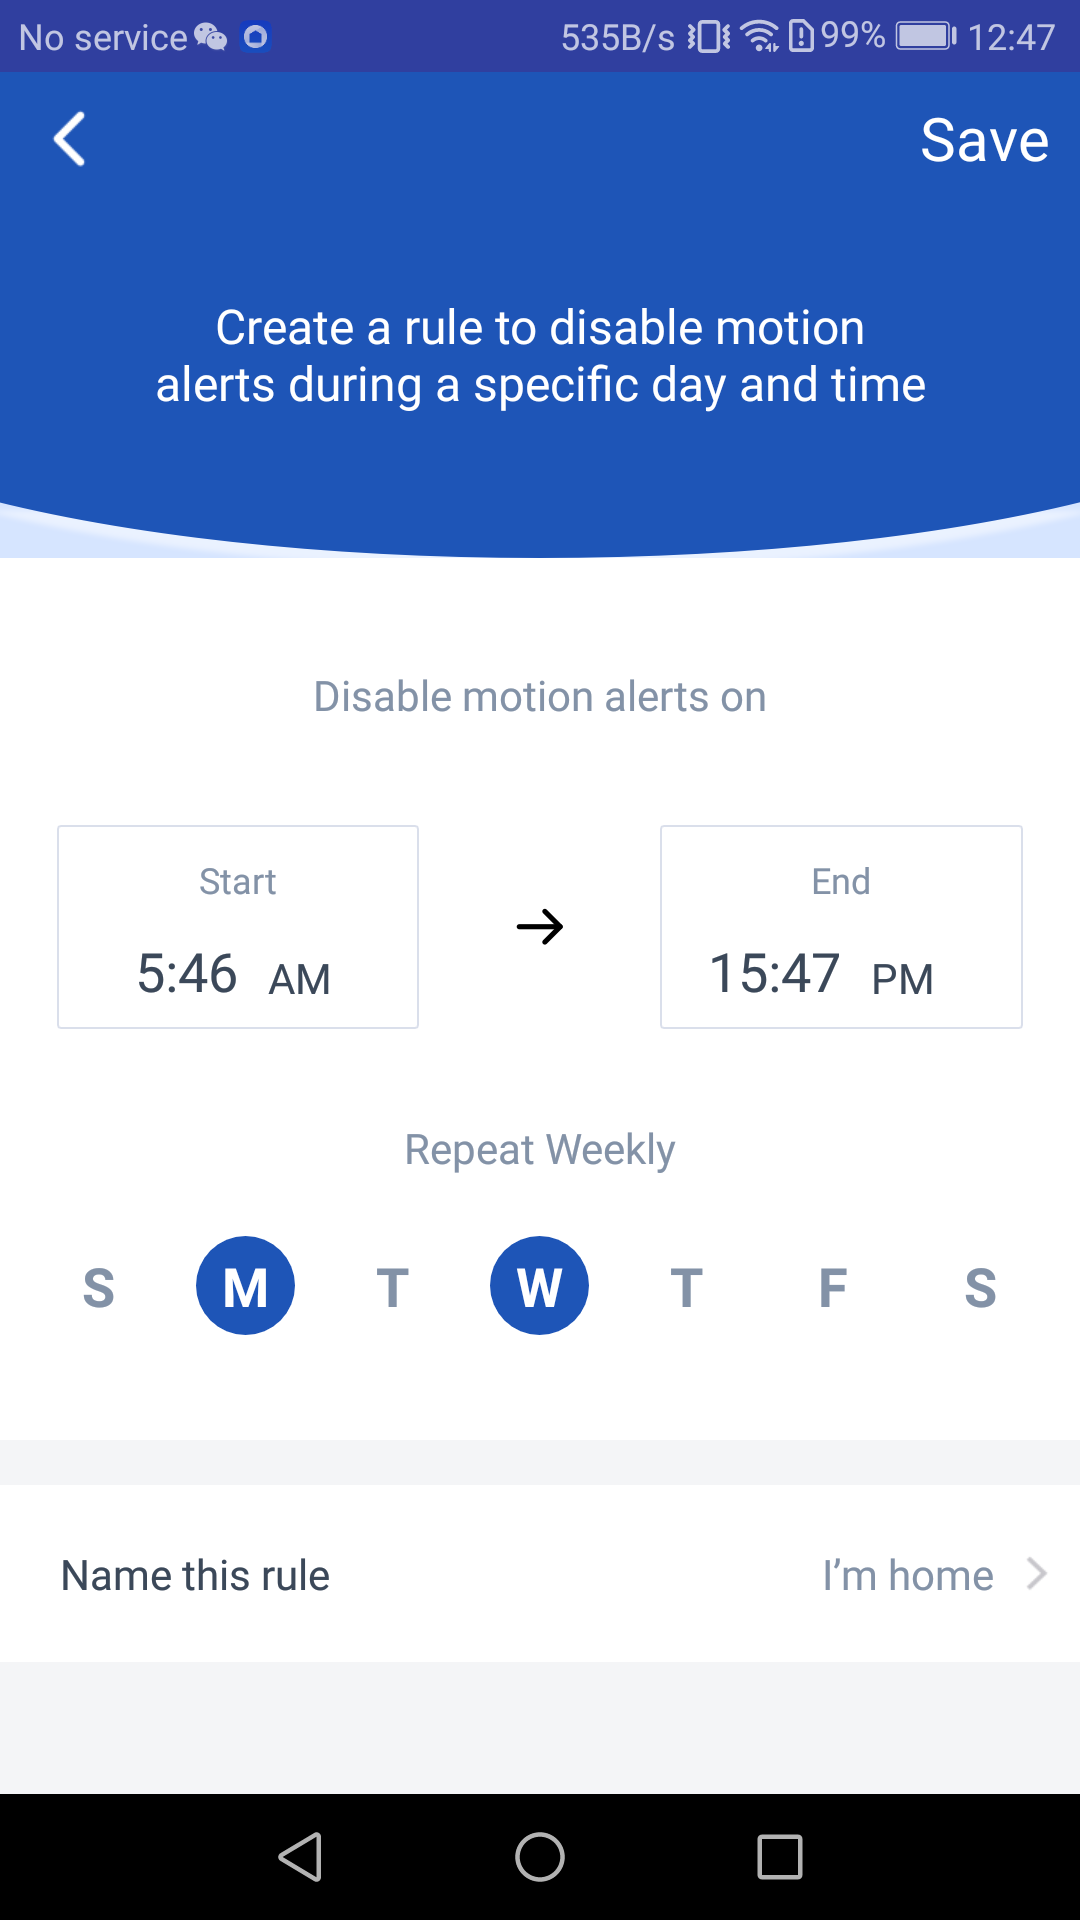 No service 535B/s 99% 12:47
Save
Create a rule to disable motion
alerts during a specific day and time
Disable motion alerts on
Start End
5:46 AM 15:47 PM
Repeat Weekly
S M T W T F S
Name this rule I’m home